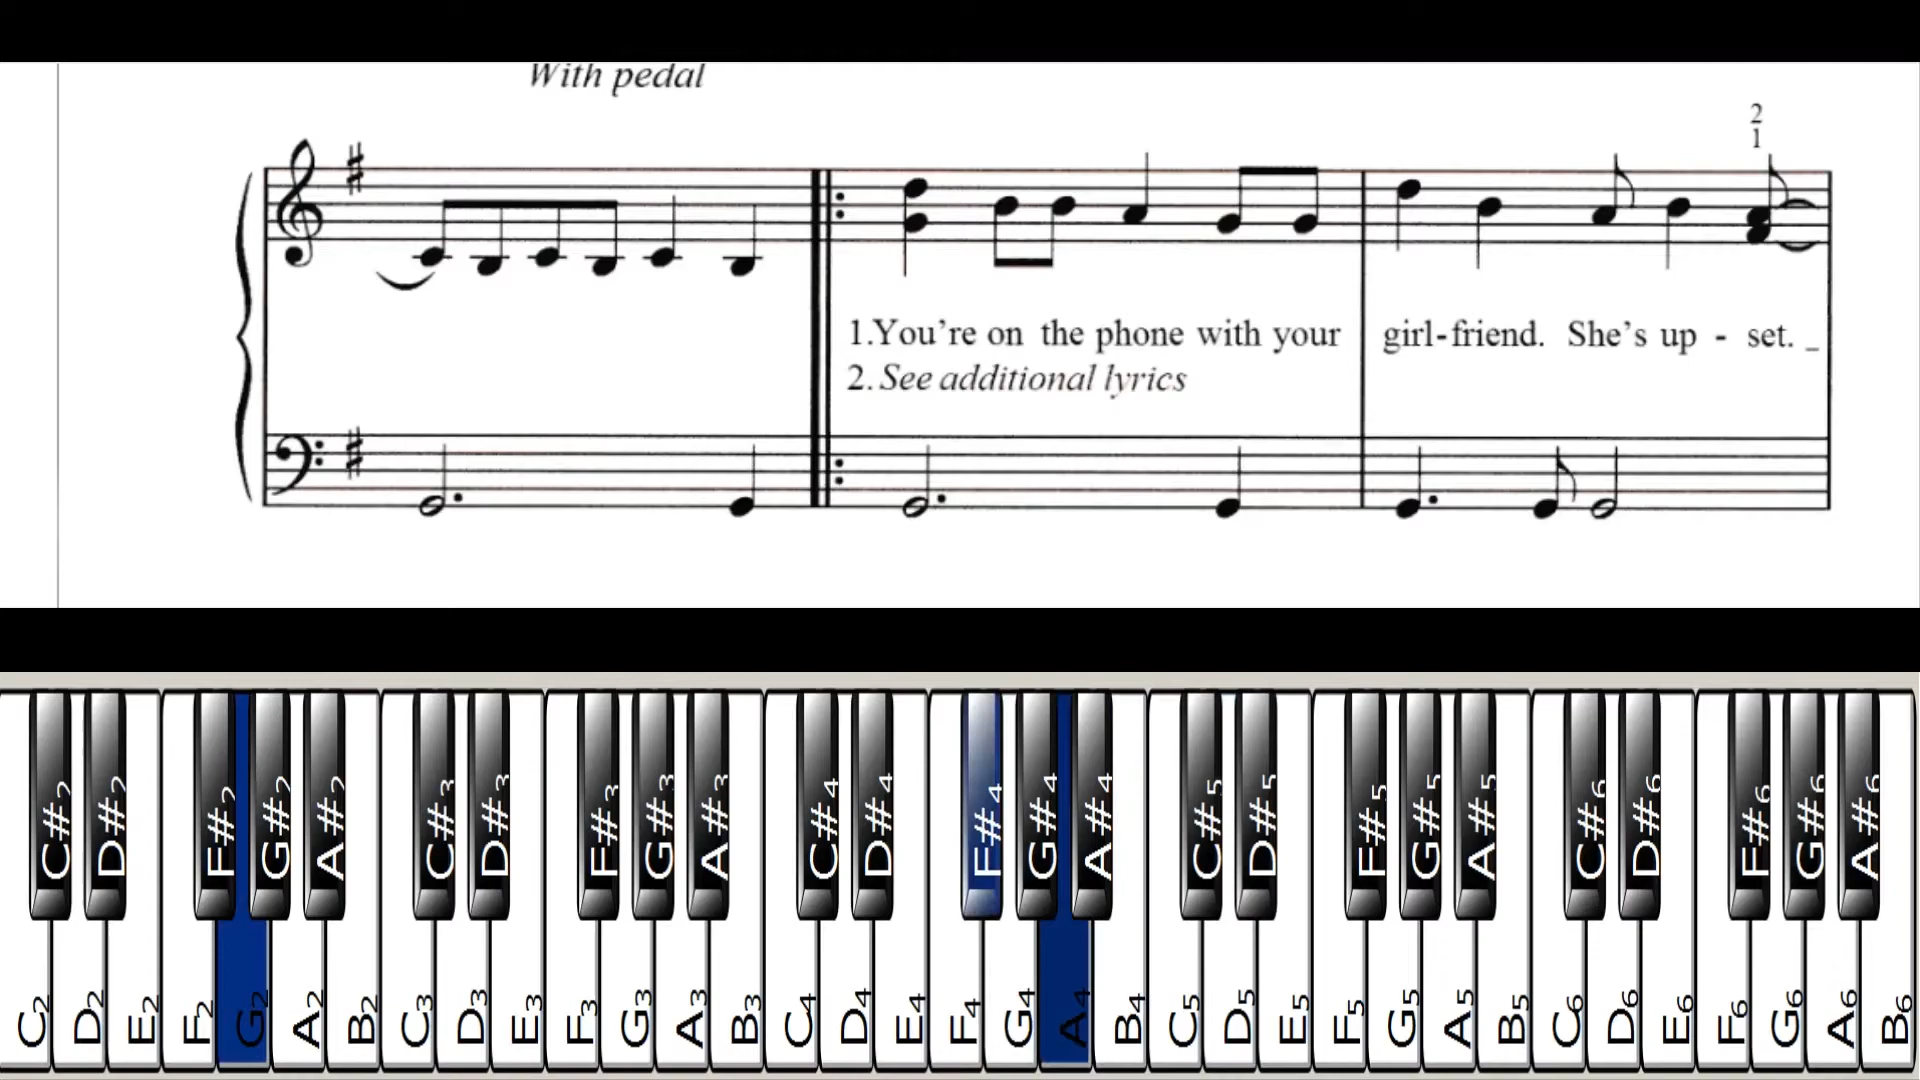 With pedal
2
1
1.You're on the phone with your girl-friend. She's up - set. _
2. See additional lyrics
C#2 D#2 F#2 G#2 A#2 C#3 D#3 F#3 G#3 A#3 C#4 D#4 F#4 G#4 A#4 C#5 D#5 F#5 G#5 A#5 C#6 D#6 F#6 G#6 A#6
C2 D2 E2 F2 G2 A2 B2 C3 D3 E3 F3 G3 A3 B3 C4 D4 E4 F4 G4 A4 B4 C5 D5 E5 F5 G5 A5 B5 C6 D6 E6 F6 G6 A6 B6